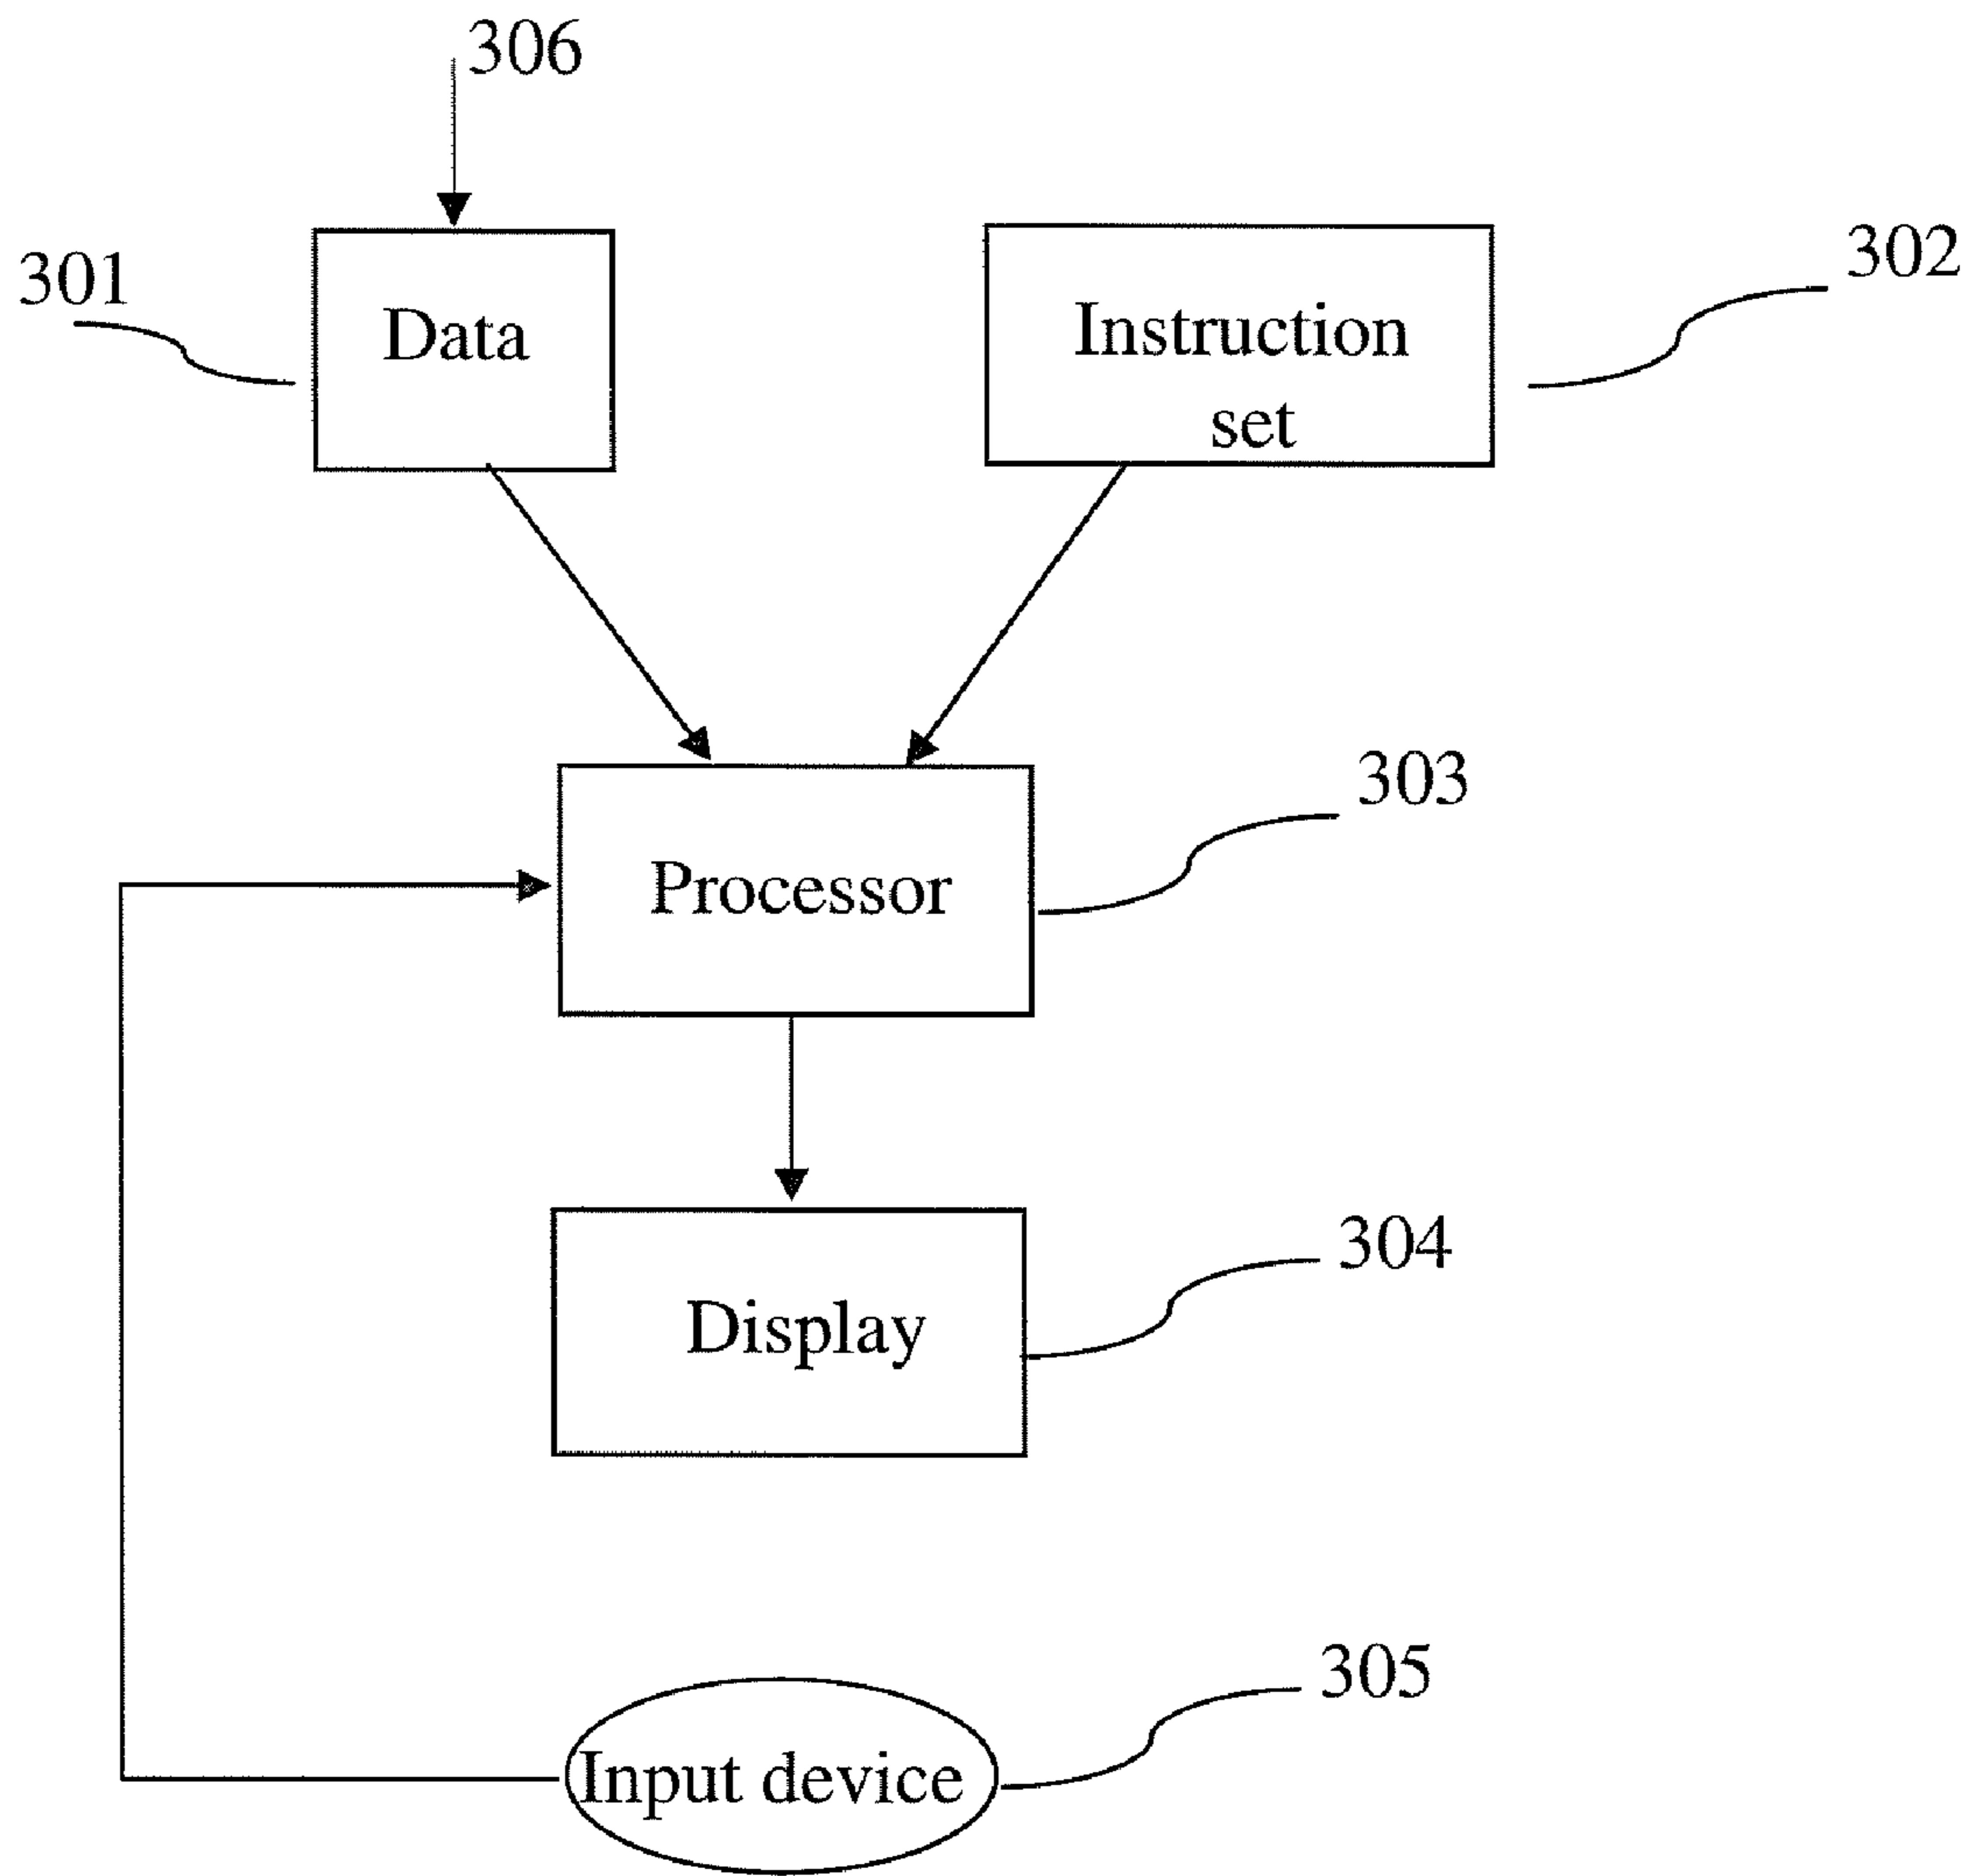 306
301
Data
Instruction
set
302
303
Processor
304
Display
305
Input device